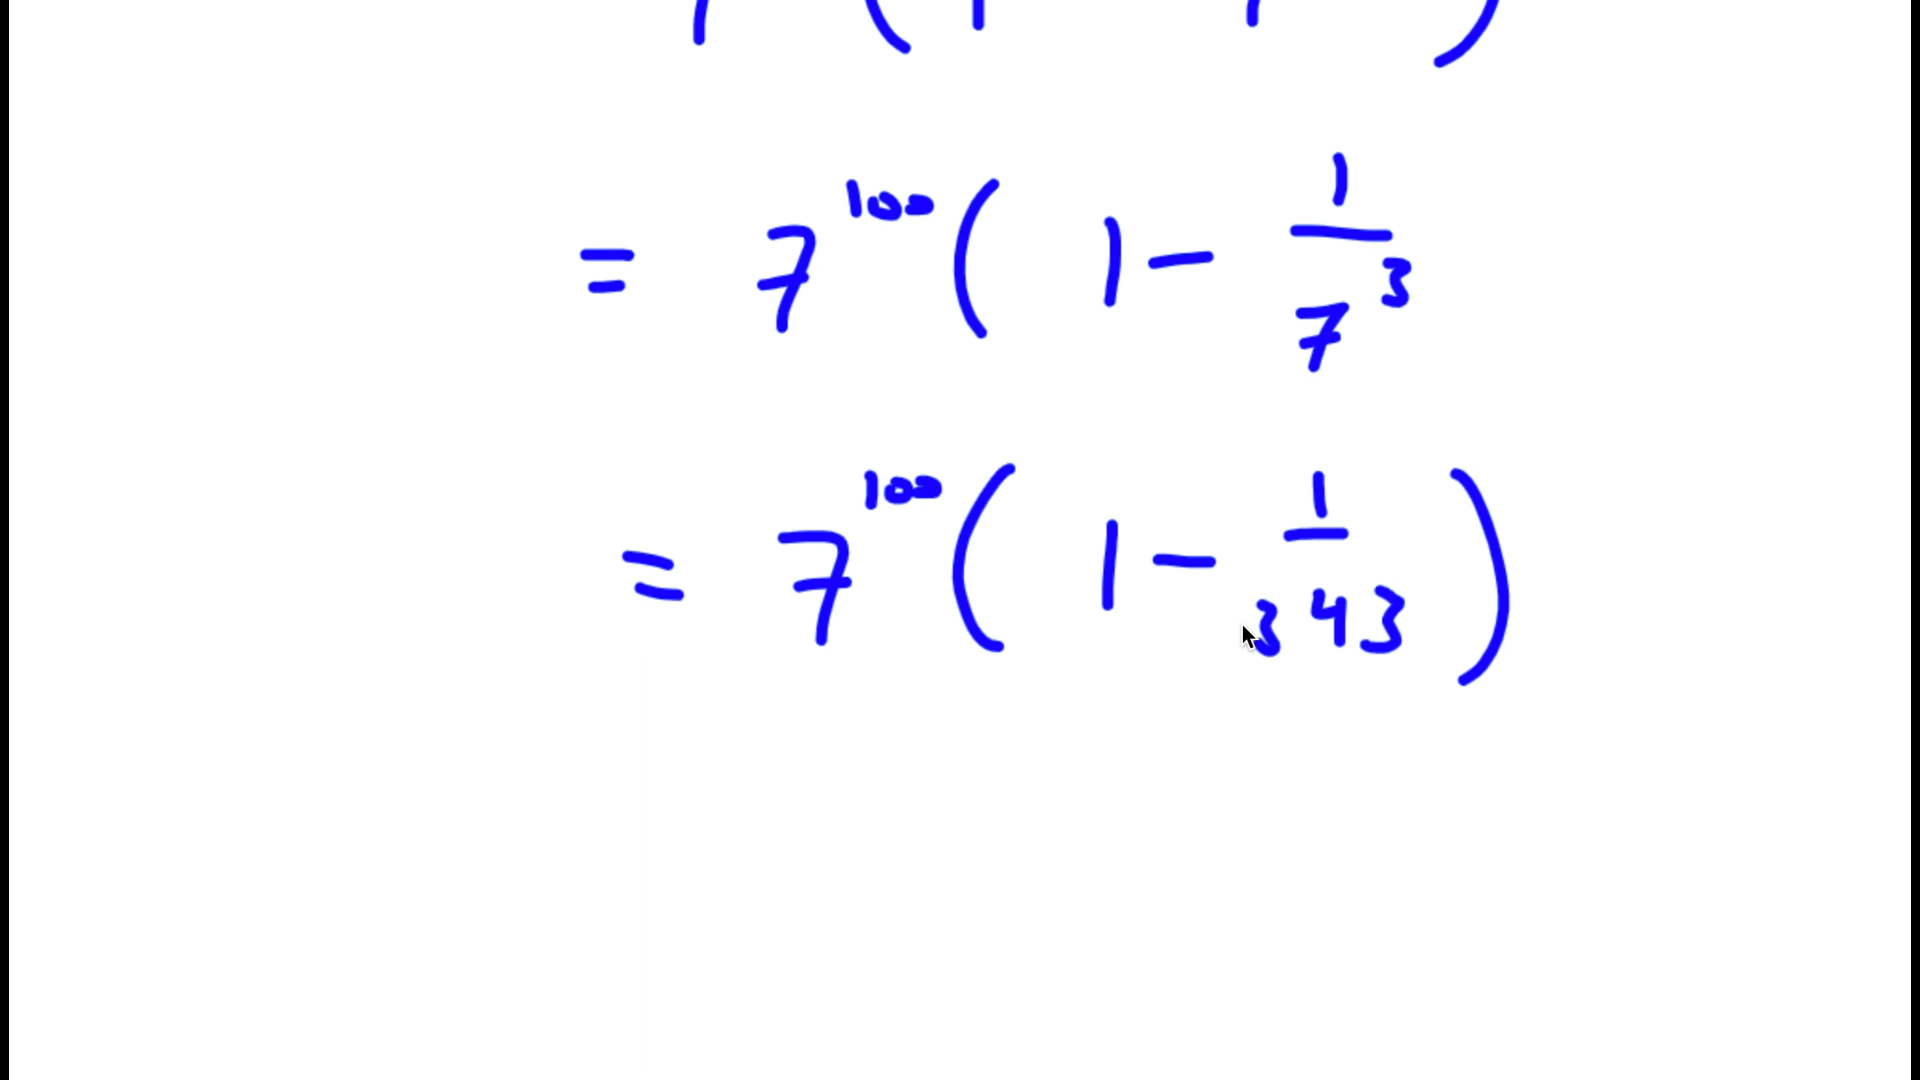 = 7^100 ( 1 - 1/7^3
= 7^100 ( 1 - 1/343 )